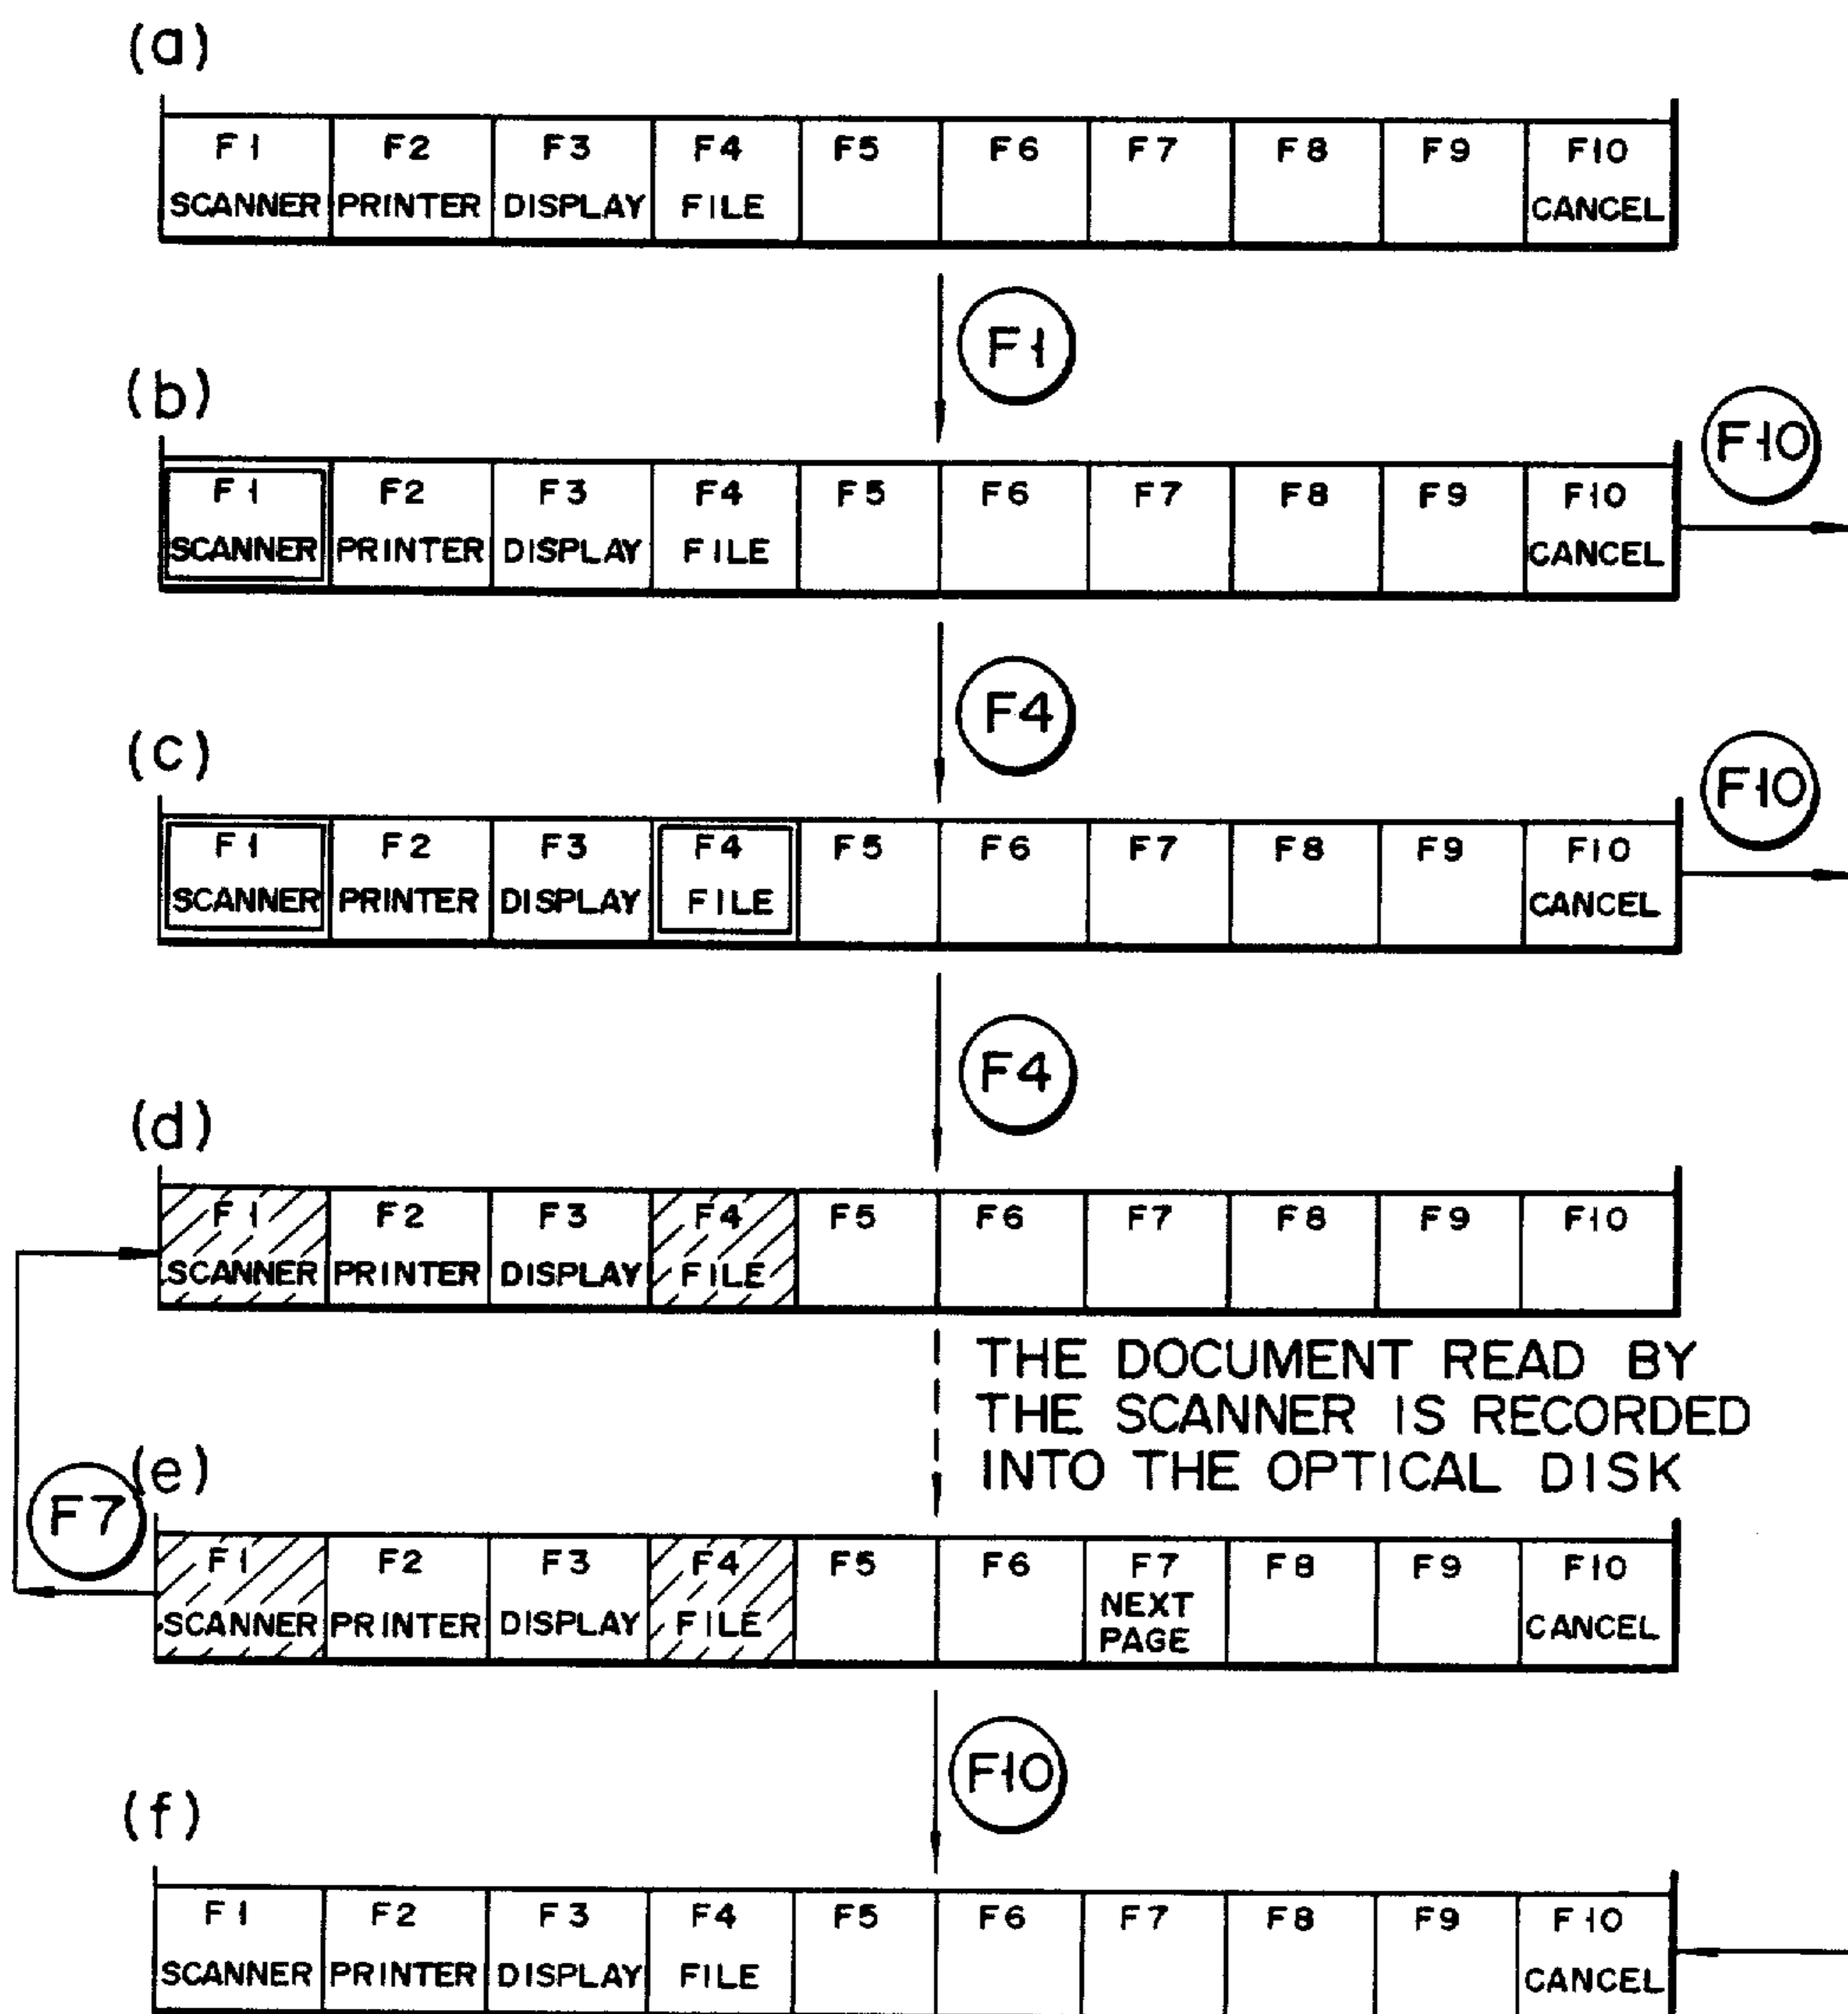 (a)
F1 F2 F3 F4 F5 F6 F7 F8 F9 F10
SCANNER PRINTER DISPLAY FILE CANCEL
F1
(b)
F10
F1 F2 F3 F4 F5 F6 F7 F8 F9 F10
SCANNER PRINTER DISPLAY FILE CANCEL
F4
(c)
F10
F1 F2 F3 F4 F5 F6 F7 F8 F9 F10
SCANNER PRINTER DISPLAY FILE CANCEL
F4
(d)
F1 F2 F3 F4 F5 F6 F7 F8 F9 F10
SCANNER PRINTER DISPLAY FILE
THE DOCUMENT READ BY
THE SCANNER IS RECORDED
INTO THE OPTICAL DISK
(e)
F7
F1 F2 F3 F4 F5 F6 F7 F8 F9 F10
NEXT
SCANNER PRINTER DISPLAY FILE PAGE CANCEL
F10
(f)
F1 F2 F3 F4 F5 F6 F7 F8 F9 F10
SCANNER PRINTER DISPLAY FILE CANCEL